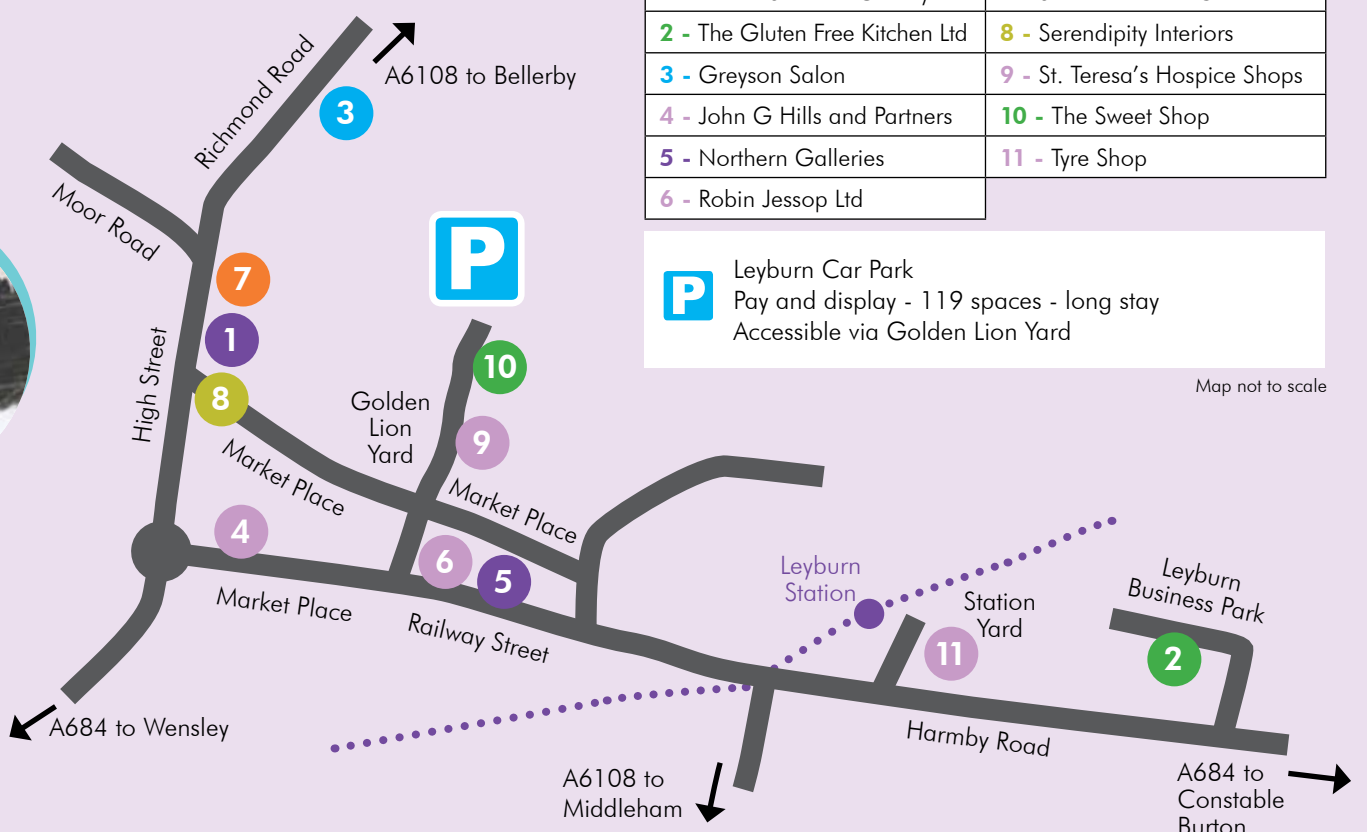 2 - The Gluten Free Kitchen Ltd
8 - Serendipity Interiors
3 - Greyson Salon
9 - St. Teresa's Hospice Shops
4 - John G Hills and Partners
10 - The Sweet Shop
5 - Northern Galleries
11 - Tyre Shop
6 - Robin Jessop Ltd
P
Leyburn Car Park
Pay and display - 119 spaces - long stay
Accessible via Golden Lion Yard
Map not to scale
Richmond Road
A6108 to Bellerby
3
Moor Road
P
7
1
High Street
8
10
Golden
Lion
Yard
9
Market Place
Market Place
4
6
5
Market Place
Railway Street
Leyburn
Station
Station
Yard
11
Leyburn
Business Park
2
A684 to Wensley
Harmby Road
A6108 to
Middleham
A684 to
Constable
Burton